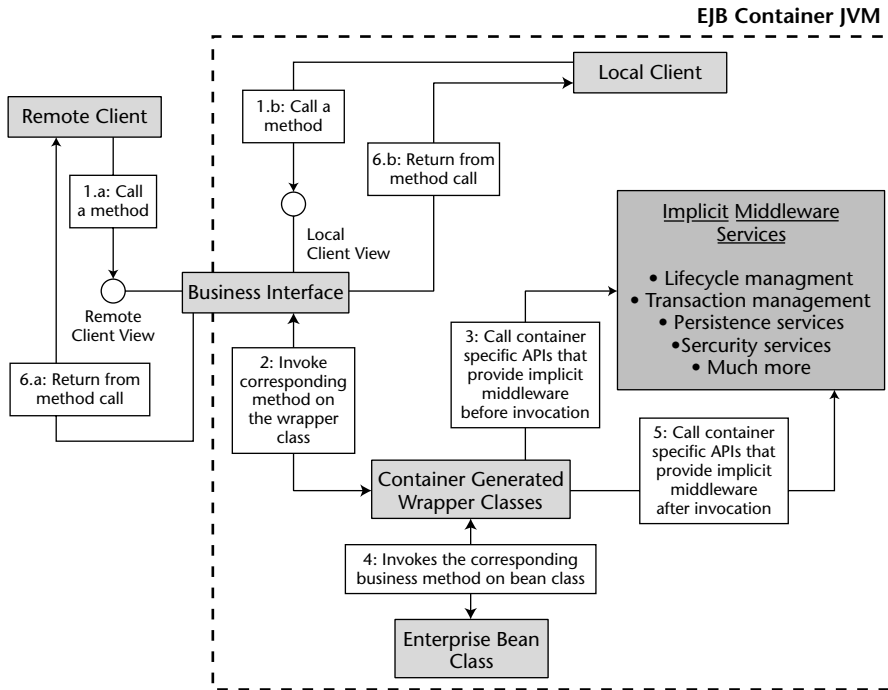 EJB Container JVM
Local Client
Remote Client
1.b: Call a
method
6.b: Return from
method call
1.a: Call
a method
Local
Client View
Implicit Middleware
Services
• Lifecycle managment
• Transaction management
• Persistence services
•Sercurity services
• Much more
Business Interface
Remote
Client View
6.a: Return from
method call
2: Invoke
corresponding
method on
the wrapper
class
3: Call container
specific APIs that
provide implicit
middleware
before invocation
5: Call container
specific APIs that
provide implicit
middleware
after invocation
Container Generated
Wrapper Classes
4: Invokes the corresponding
business method on bean class
Enterprise Bean
Class